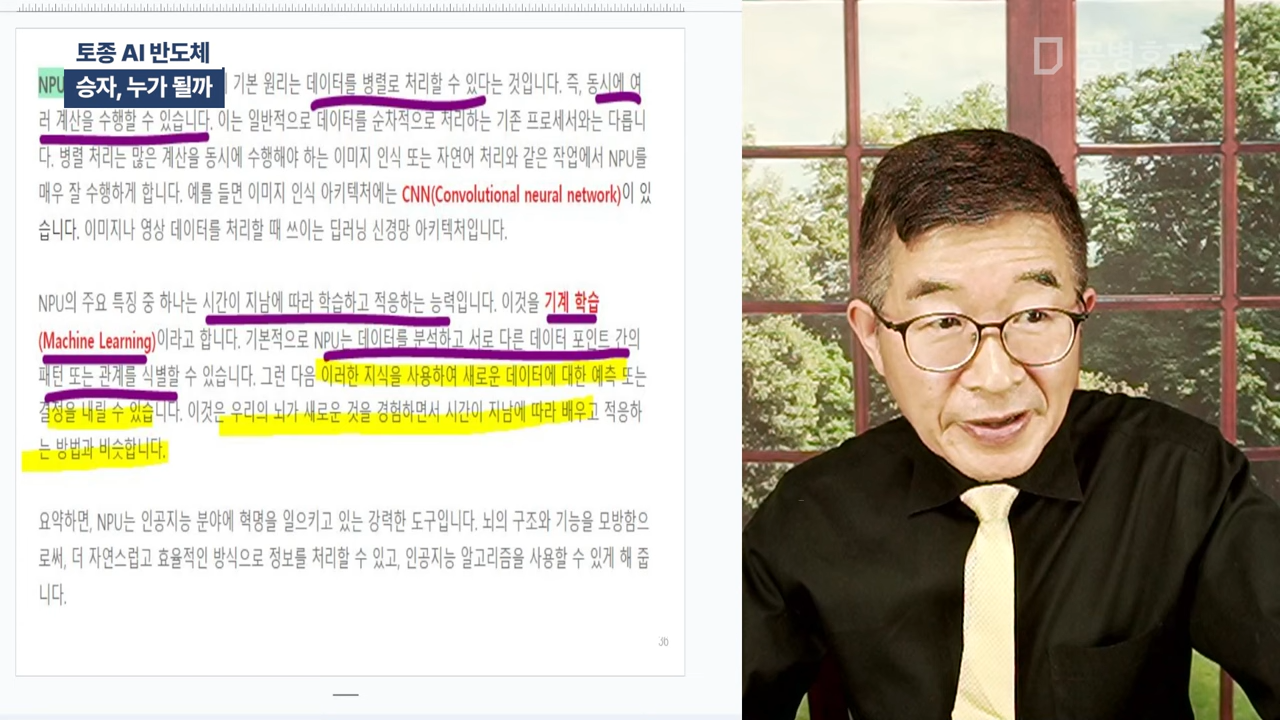 토종 AI 반도체
승자, 누가 될까
NPU 기본 원리는 데이터를 병렬로 처리할 수 있다는 것입니다. 즉, 동시에 여
러 계산을 수행할 수 있습니다. 이는 일반적으로 데이터를 순차적으로 처리하는 기존 프로세서와는 다릅니
다. 병렬 처리는 많은 계산을 동시에 수행해야 하는 이미지 인식 또는 자연어 처리와 같은 작업에서 NPU를
매우 잘 수행하게 합니다. 예를 들면 이미지 인식 아키텍처에는 CNN(Convolutional neural network)이 있
습니다. 이미지나 영상 데이터를 처리할 때 쓰이는 딥러닝 신경망 아키텍처입니다.
NPU의 주요 특징 중 하나는 시간이 지남에 따라 학습하고 적응하는 능력입니다. 이것을 기계 학습
(Machine Learning)이라고 합니다. 기본적으로 NPU는 데이터를 분석하고 서로 다른 데이터 포인트 간의
패턴 또는 관계를 식별할 수 있습니다. 그런 다음 이러한 지식을 사용하여 새로운 데이터에 대한 예측 또는
결정을 내릴 수 있습니다. 이것은 우리의 뇌가 새로운 것을 경험하면서 시간이 지남에 따라 배우고 적응하
는 방법과 비슷합니다.
요약하면, NPU는 인공지능 분야에 혁명을 일으키고 있는 강력한 도구입니다. 뇌의 구조와 기능을 모방함으
로써, 더 자연스럽고 효율적인 방식으로 정보를 처리할 수 있고, 인공지능 알고리즘을 사용할 수 있게 해 줍
니다.
36